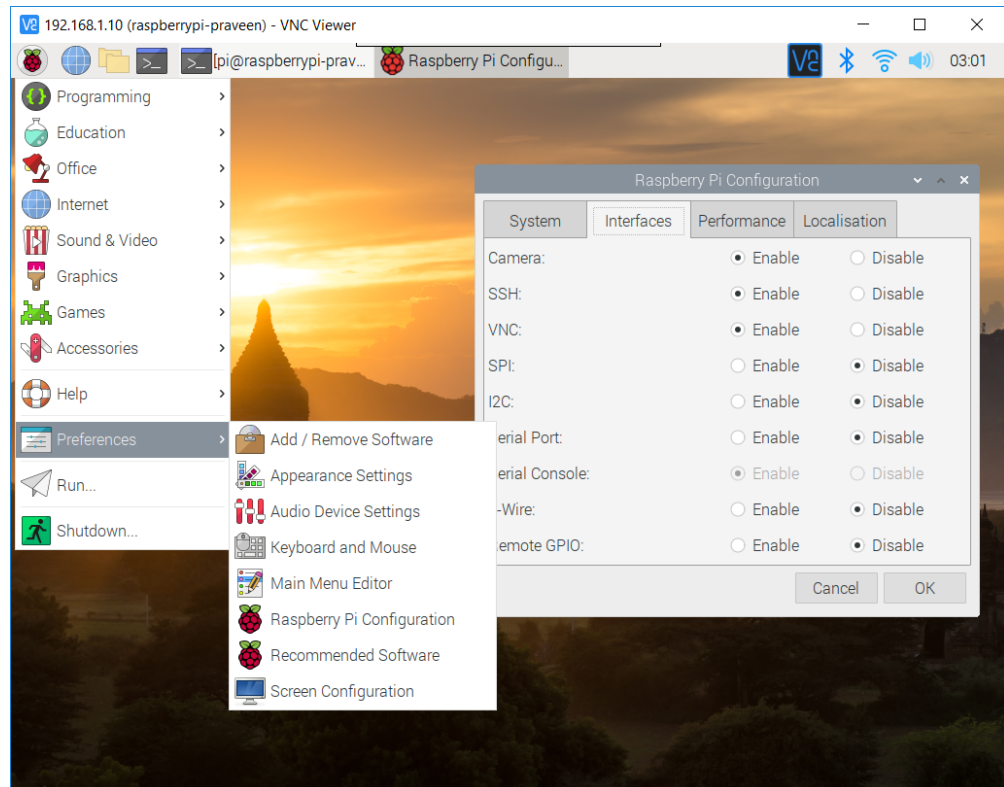 192.168.1.10 (raspberrypi-praveen) - VNC Viewer
[pi@raspberrypi-prav... Raspberry Pi Configu... 03:01
Programming
Education
Office
Internet
Sound & Video
Graphics
Games
Accessories
Help
Preferences
Run...
Shutdown...
Add / Remove Software
Appearance Settings
Audio Device Settings
Keyboard and Mouse
Main Menu Editor
Raspberry Pi Configuration
Recommended Software
Screen Configuration
Raspberry Pi Configuration
System Interfaces Performance Localisation
Camera: Enable Disable
SSH: Enable Disable
VNC: Enable Disable
SPI: Enable Disable
I2C: Enable Disable
erial Port: Enable Disable
erial Console: Enable Disable
-Wire: Enable Disable
emote GPIO: Enable Disable
Cancel OK